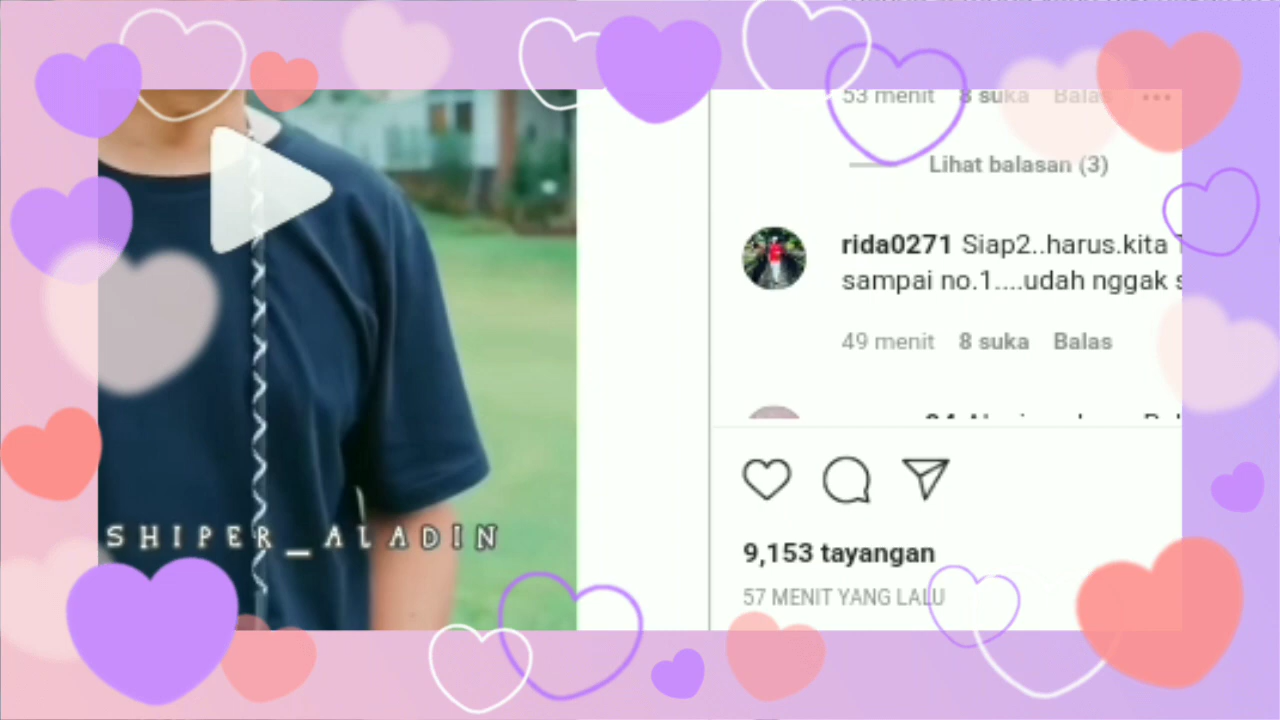 53 menit 8 suka Balas
Lihat balasan (3)
rida0271 Siap2..harus.kita
sampai no.1....udah nggak
49 menit 8 suka Balas
SHIPER_ALADIN
9,153 tayangan
57 MENIT YANG LALU